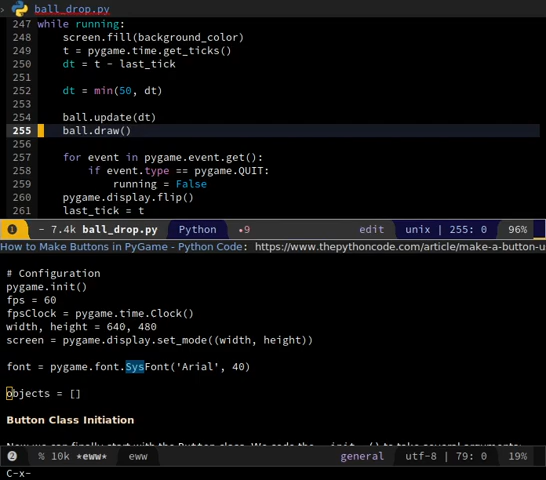 ball_drop.py
247 while running:
248 screen.fill(background_color)
249 t = pygame.time.get_ticks()
250 dt = t - last_tick
251
252 dt = min(50, dt)
253
254 ball.update(dt)
255 ball.draw()
256
257 for event in pygame.event.get():
258 if event.type == pygame.QUIT:
259 running = False
260 pygame.display.flip()
261 last_tick = t
1 - 7.4k ball_drop.py Python •9 edit unix | 255: 0 96%
How to Make Buttons in PyGame - Python Code: https://www.thepythoncode.com/article/make-a-button-u
# Configuration
pygame.init()
fps = 60
fpsClock = pygame.time.Clock()
width, height = 640, 480
screen = pygame.display.set_mode((width, height))
font = pygame.font.SysFont('Arial', 40)
objects = []
Button Class Initiation
Now we can finally start with the Button class. We code the __init__() to take several arguments:
2 % 10k *eww* eww general utf-8 | 79: 0 19%
C-x-